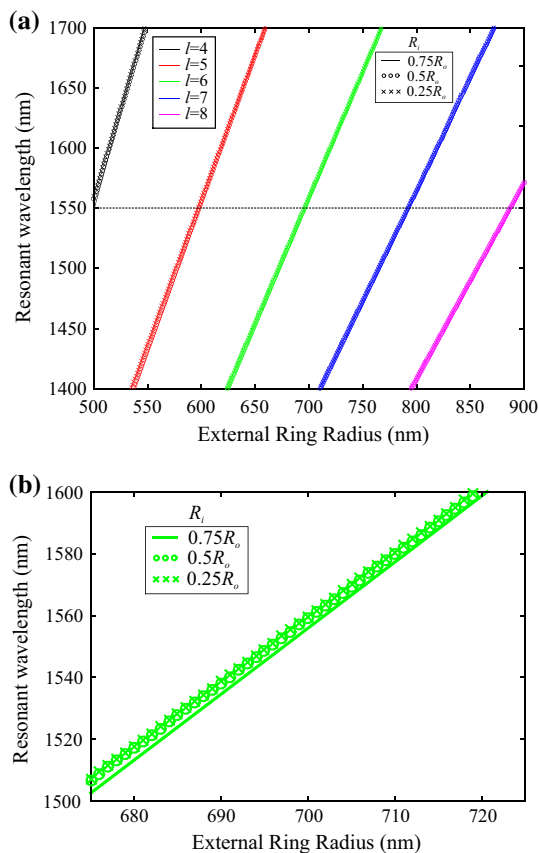 (a)
1700
1650
1600
1550
1500
1450
1400
500 550 600 650 700 750 800 850 900
Resonant wavelength (nm)
External Ring Radius (nm)
l=4
l=5
l=6
l=7
l=8
Ri
0.75Ro
0.5Ro
0.25Ro
(b)
1600
1580
1560
1540
1520
1500
680 690 700 710 720
Resonant wavelength (nm)
External Ring Radius (nm)
Ri
0.75Ro
0.5Ro
0.25Ro